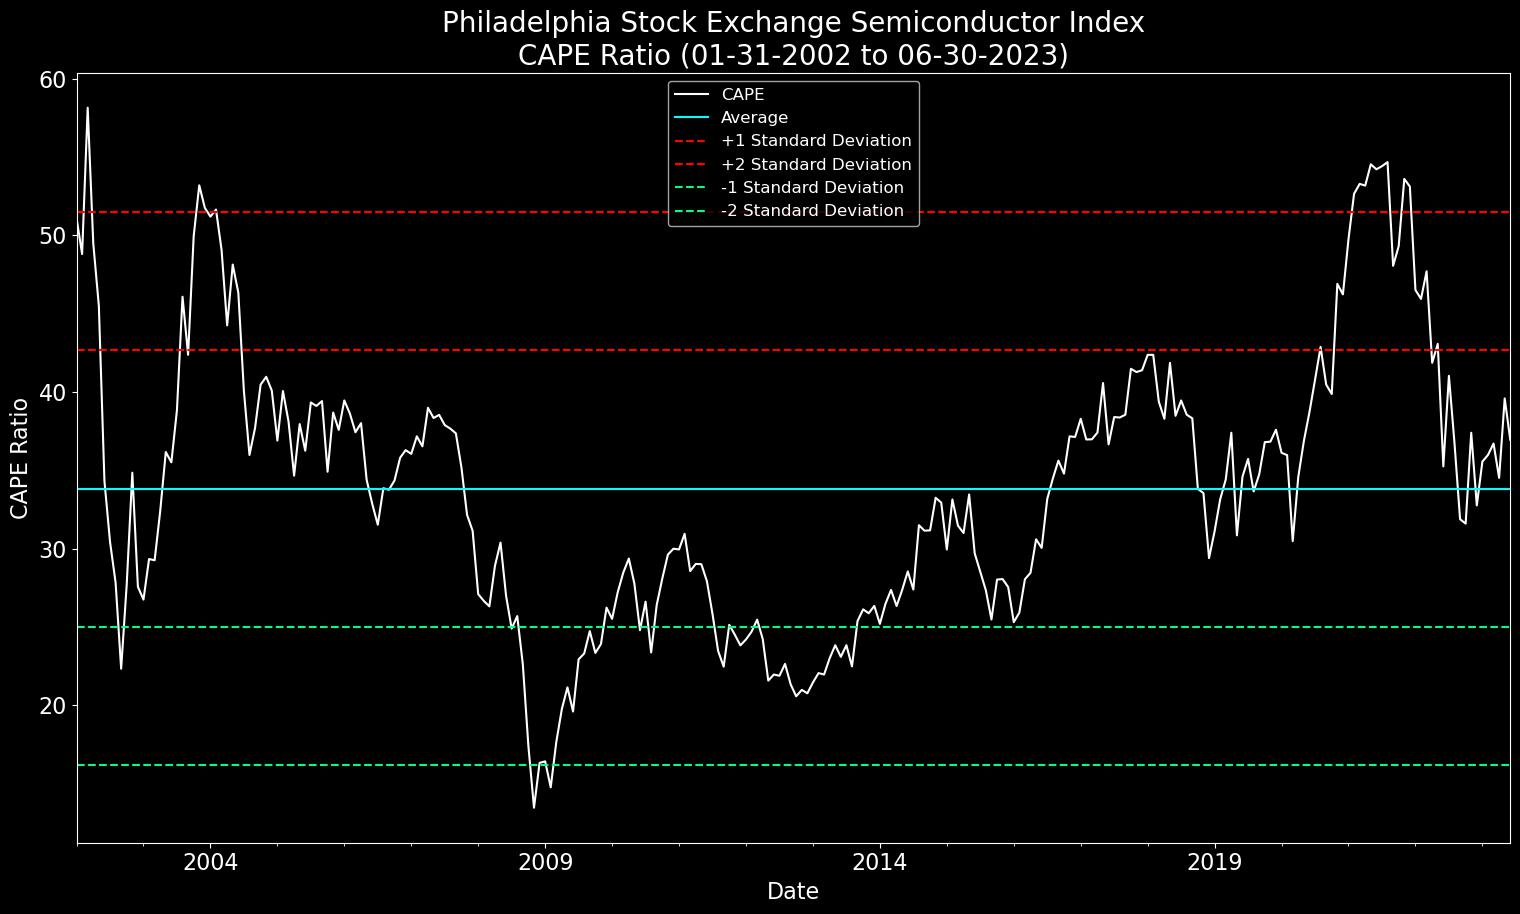 Philadelphia Stock Exchange Semiconductor Index
CAPE Ratio (01-31-2002 to 06-30-2023)
CAPE
Average
+1 Standard Deviation
+2 Standard Deviation
-1 Standard Deviation
-2 Standard Deviation
CAPE Ratio
60
50
40
30
20
2004
2009
2014
2019
Date